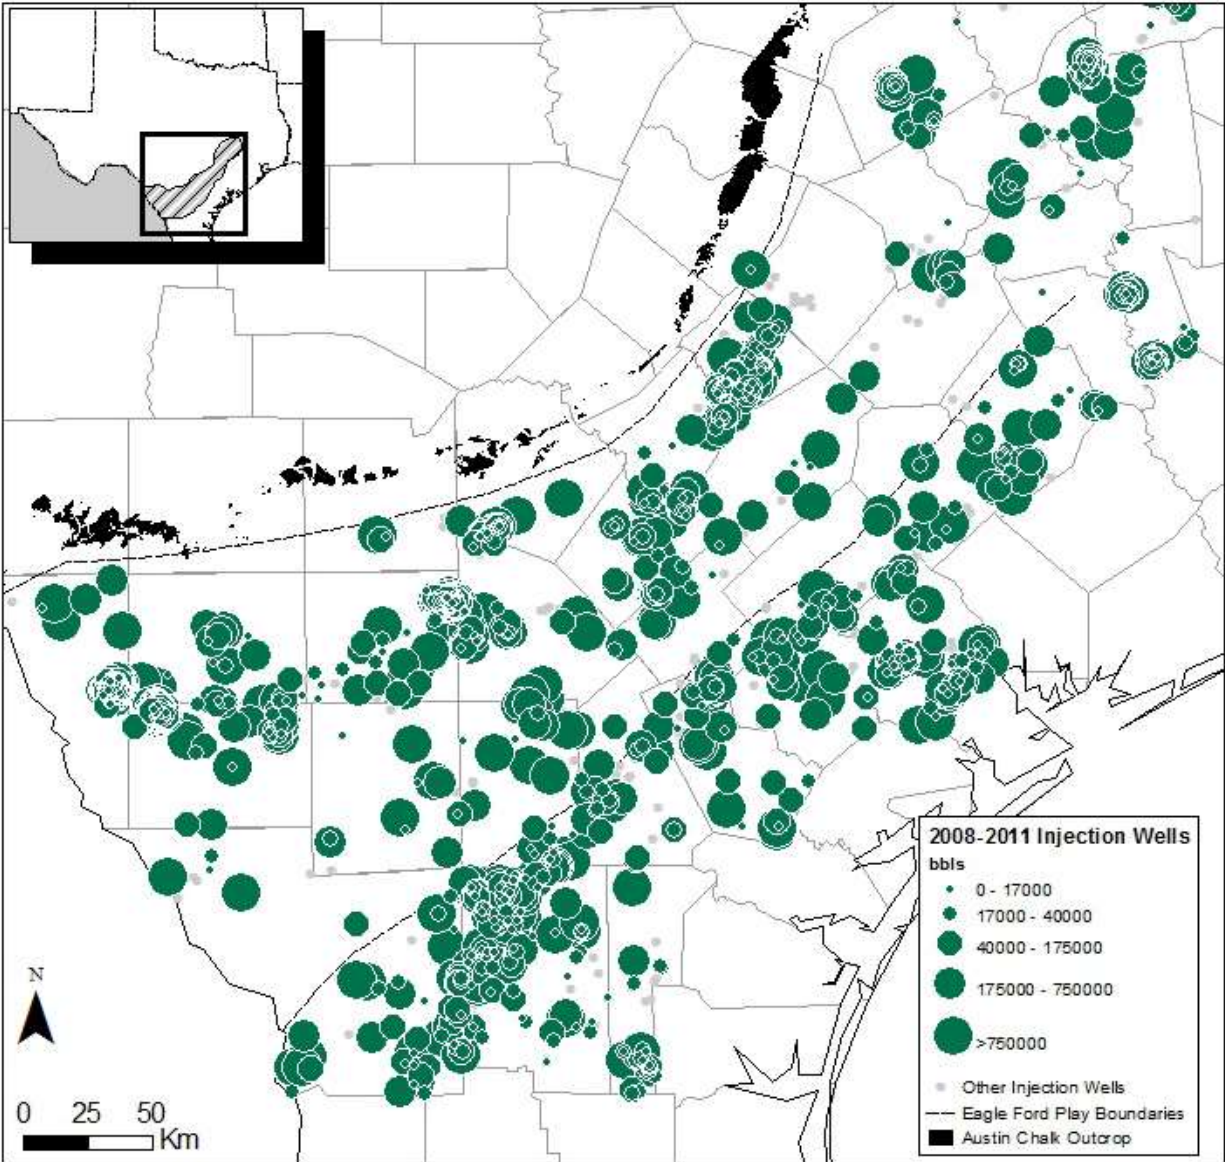 2008-2011 Injection Wells
bbls
0 - 17000
17000 - 40000
40000 - 175000
175000 - 750000
>750000
Other Injection Wells
Eagle Ford Play Boundaries
Austin Chalk Outcrop
N
0 25 50
Km